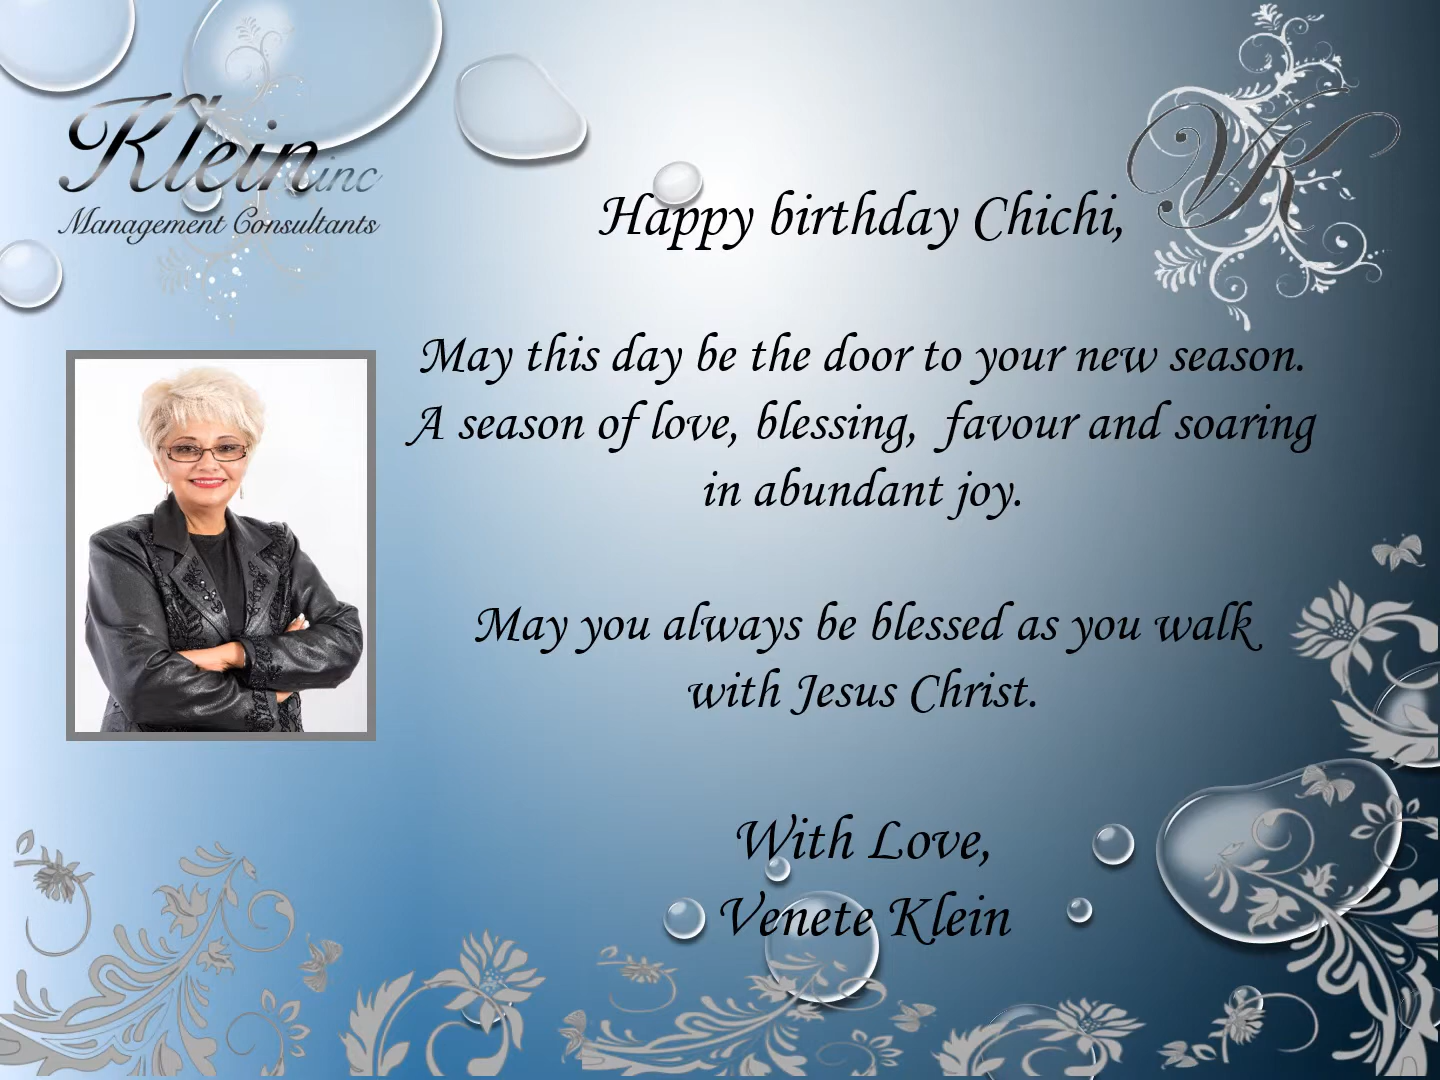 Klein inc
Management Consultants
VK
Happy birthday Chichi,
May this day be the door to your new season.
A season of love, blessing, favour and soaring
in abundant joy.
May you always be blessed as you walk
with Jesus Christ.
With Love,
Venete Klein